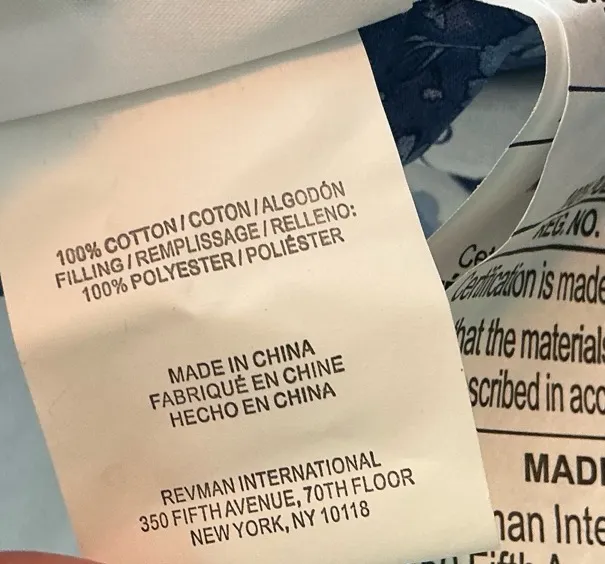 100% COTTON / COTON / ALGODÓN
FILLING / REMPLISSAGE / RELLENO:
100% POLYESTER / POLIÉSTER
MADE IN CHINA
FABRIQUÉ EN CHINE
HECHO EN CHINA
REVMAN INTERNATIONAL
350 FIFTH AVENUE, 70TH FLOOR
NEW YORK, NY 10118
REG. NO.
Certification is made
hat the materials
scribed in acc
MADE
man Inte